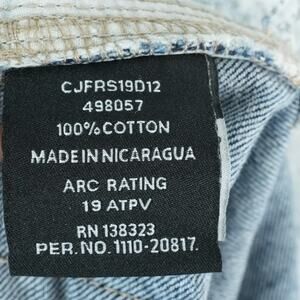 CJFRS19D12
498057
100% COTTON
MADE IN NICARAGUA
ARC RATING
19 ATPV
RN 138323
PER. NO. 1110-20817.